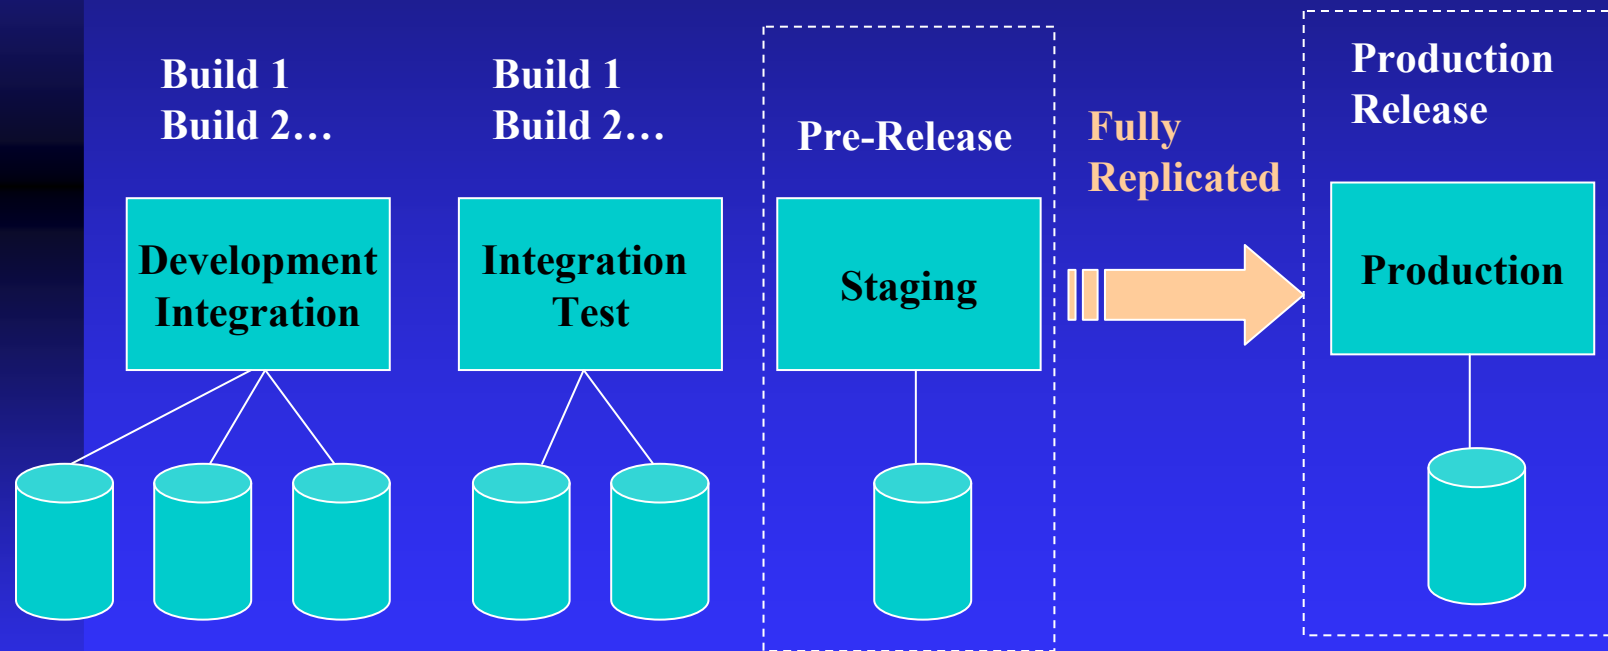 Build 1
Build 2…
Development
Integration
Build 1
Build 2…
Integration
Test
Pre-Release
Staging
Fully
Replicated
Production
Release
Production